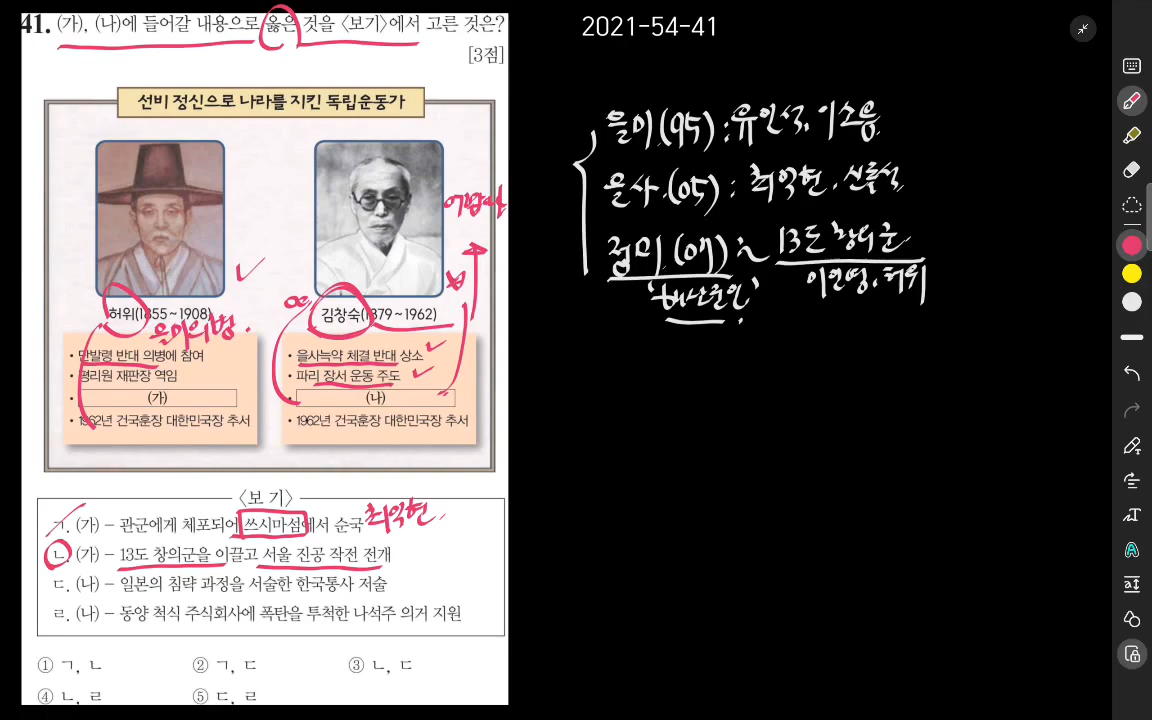 41. (가), (나)에 들어갈 내용으로 옳은 것을 <보기>에서 고른 것은?
[3점]
선비 정신으로 나라를 지킨 독립운동가
허위(1855~1908)
• 단발령 반대 의병에 참여
• 평리원 재판장 역임
• (가)
• 1962년 건국훈장 대한민국장 추서
을미의병.
김창숙(1879~1962)
• 을사늑약 체결 반대 상소
• 파리 장서 운동 주도
• (나)
• 1962년 건국훈장 대한민국장 추서
<보 기>
ㄱ. (가) - 관군에게 체포되어 쓰시마섬에서 순국 최익현.
ㄴ. (가) - 13도 창의군을 이끌고 서울 진공 작전 전개
ㄷ. (나) - 일본의 침략 과정을 서술한 한국통사 저술
ㄹ. (나) - 동양 척식 주식회사에 폭탄을 투척한 나석주 의거 지원
① ㄱ, ㄴ ② ㄱ, ㄷ ③ ㄴ, ㄷ
④ ㄴ, ㄹ ⑤ ㄷ, ㄹ
2021-54-41
을미(95) : 유인석, 이소응
을사.(05) : 최익현. 신돌석
정미(07) ~ 13도 창의군
'해산군인' 이인영, 허위